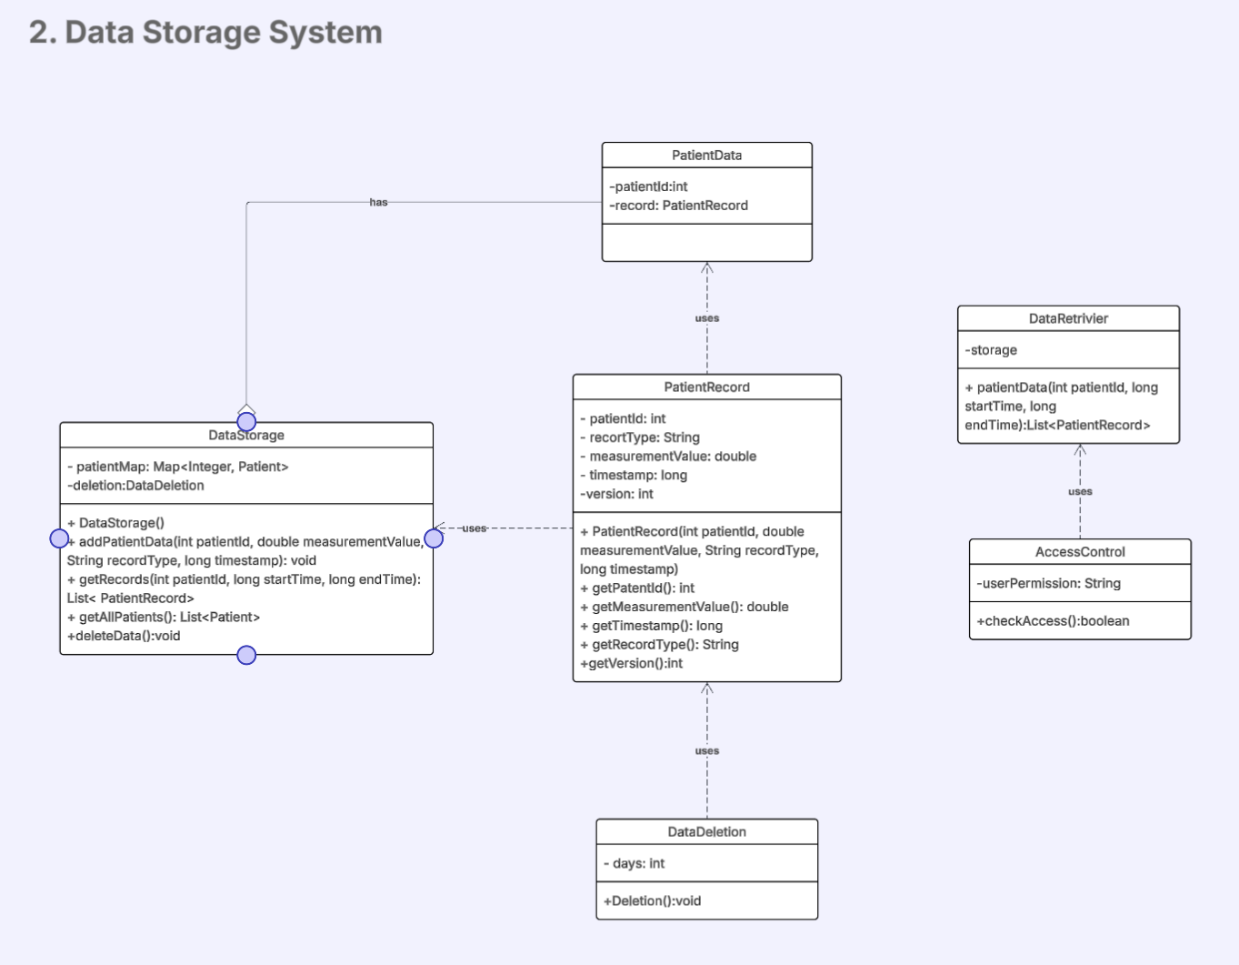 2. Data Storage System
PatientData
-patientId:int
-record: PatientRecord
has
uses
DataRetrivier
-storage
+ patientData(int patientId, long
startTime, long
endTime):List<PatientRecord>
PatientRecord
- patientId: int
- recortType: String
- measurementValue: double
- timestamp: long
-version: int
+ PatientRecord(int patientId, double
measurementValue, String recordType,
long timestamp)
+ getPatentId(): int
+ getMeasurementValue(): double
+ getTimestamp(): long
+ getRecordType(): String
+getVersion():int
DataStorage
- patientMap: Map<Integer, Patient>
-deletion:DataDeletion
+ DataStorage()
+ addPatientData(int patientId, double measurementValue,
String recordType, long timestamp): void
+ getRecords(int patientId, long startTime, long endTime):
List< PatientRecord>
+ getAllPatients(): List<Patient>
+deleteData():void
uses
uses
AccessControl
-userPermission: String
+checkAccess():boolean
uses
DataDeletion
- days: int
+Deletion():void